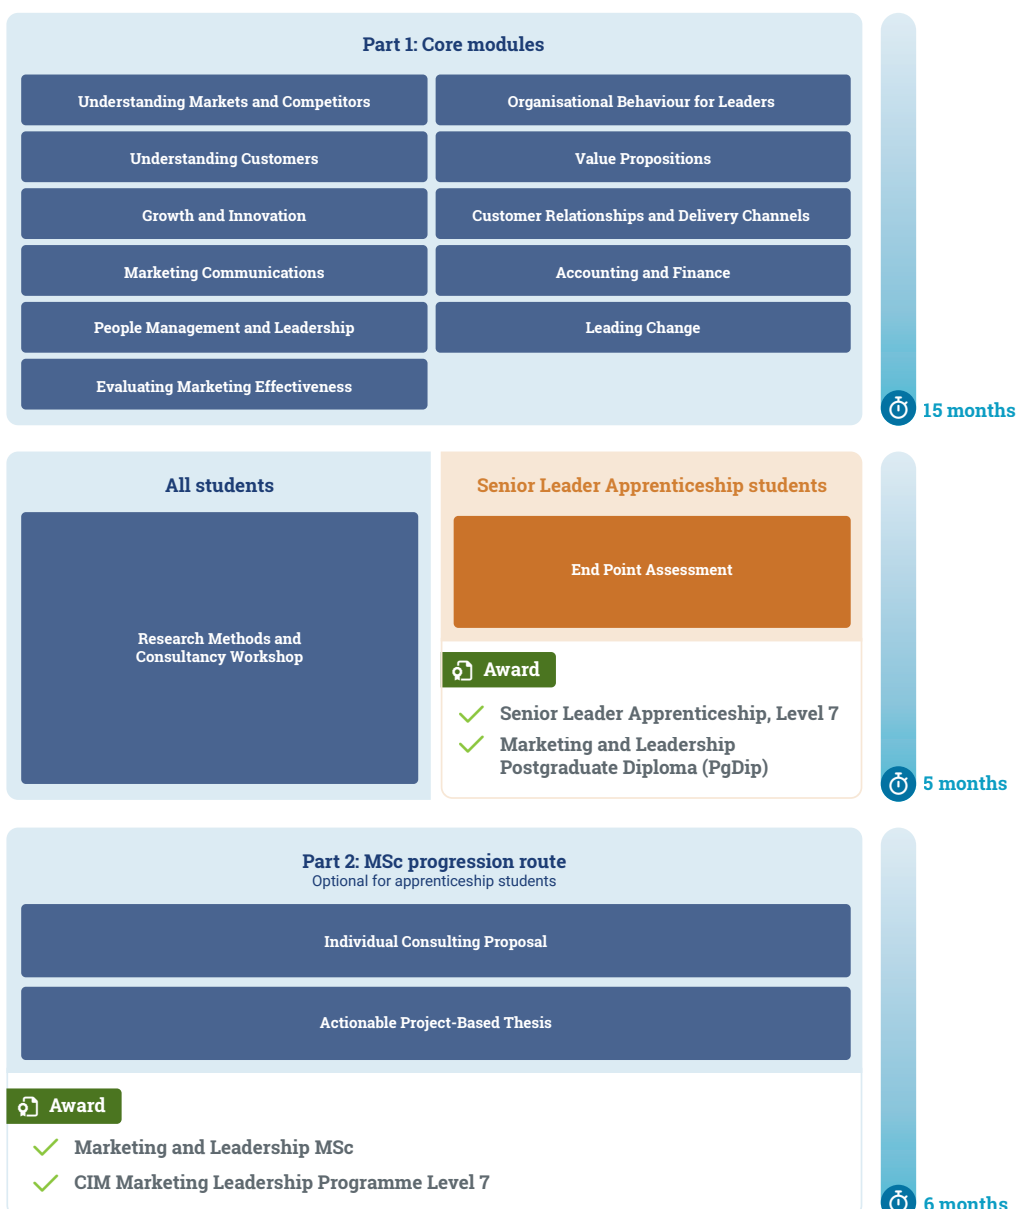 Part 1: Core modules
Understanding Markets and Competitors
Organisational Behaviour for Leaders
Understanding Customers
Value Propositions
Growth and Innovation
Customer Relationships and Delivery Channels
Marketing Communications
Accounting and Finance
People Management and Leadership
Leading Change
Evaluating Marketing Effectiveness
15 months
All students
Research Methods and
Consultancy Workshop
Senior Leader Apprenticeship students
End Point Assessment
Award
Senior Leader Apprenticeship, Level 7
Marketing and Leadership
Postgraduate Diploma (PgDip)
5 months
Part 2: MSc progression route
Optional for apprenticeship students
Individual Consulting Proposal
Actionable Project-Based Thesis
Award
Marketing and Leadership MSc
CIM Marketing Leadership Programme Level 7
6 months